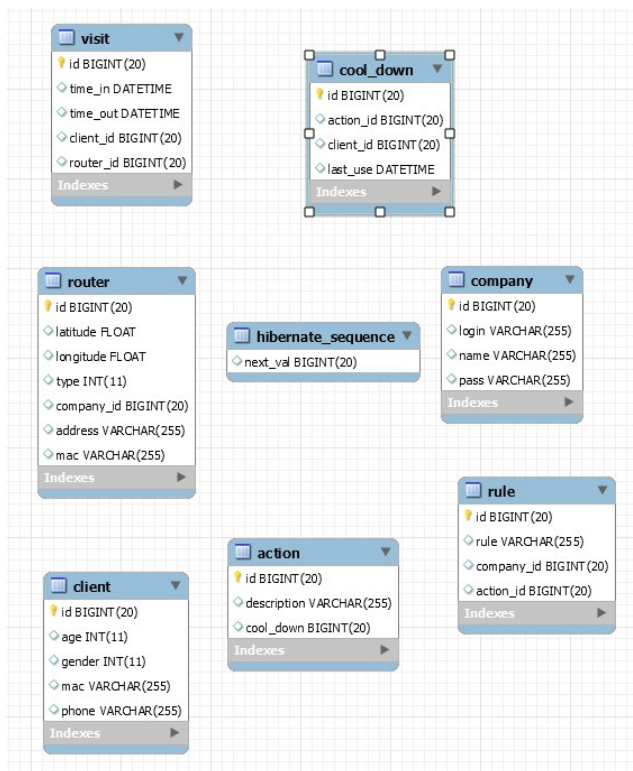 visit
id BIGINT(20)
time_in DATETIME
time_out DATETIME
client_id BIGINT(20)
router_id BIGINT(20)
Indexes
cool_down
id BIGINT(20)
action_id BIGINT(20)
client_id BIGINT(20)
last_use DATETIME
Indexes
router
id BIGINT(20)
latitude FLOAT
longitude FLOAT
type INT(11)
company_id BIGINT(20)
address VARCHAR(255)
mac VARCHAR(255)
Indexes
hibernate_sequence
next_val BIGINT(20)
company
id BIGINT(20)
login VARCHAR(255)
name VARCHAR(255)
pass VARCHAR(255)
Indexes
rule
id BIGINT(20)
rule VARCHAR(255)
company_id BIGINT(20)
action_id BIGINT(20)
Indexes
action
id BIGINT(20)
description VARCHAR(255)
cool_down BIGINT(20)
Indexes
client
id BIGINT(20)
age INT(11)
gender INT(11)
mac VARCHAR(255)
phone VARCHAR(255)
Indexes